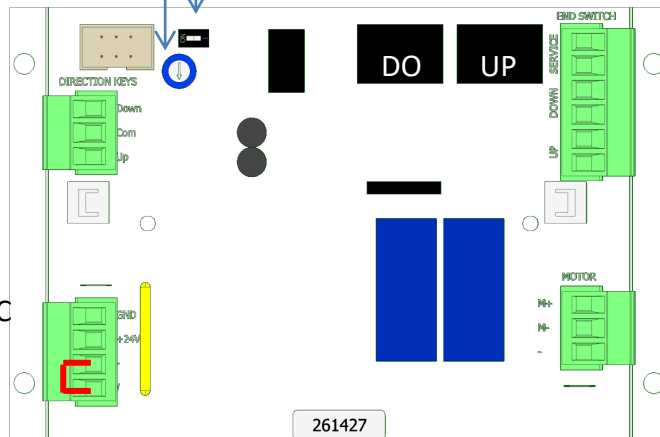 END SWITCH
SERVICE
DOWN
UP
DO
UP
DIRECTION KEYS
Down
Com
Up
C
GND
+24V
-
MOTOR
M+
M-
-
261427